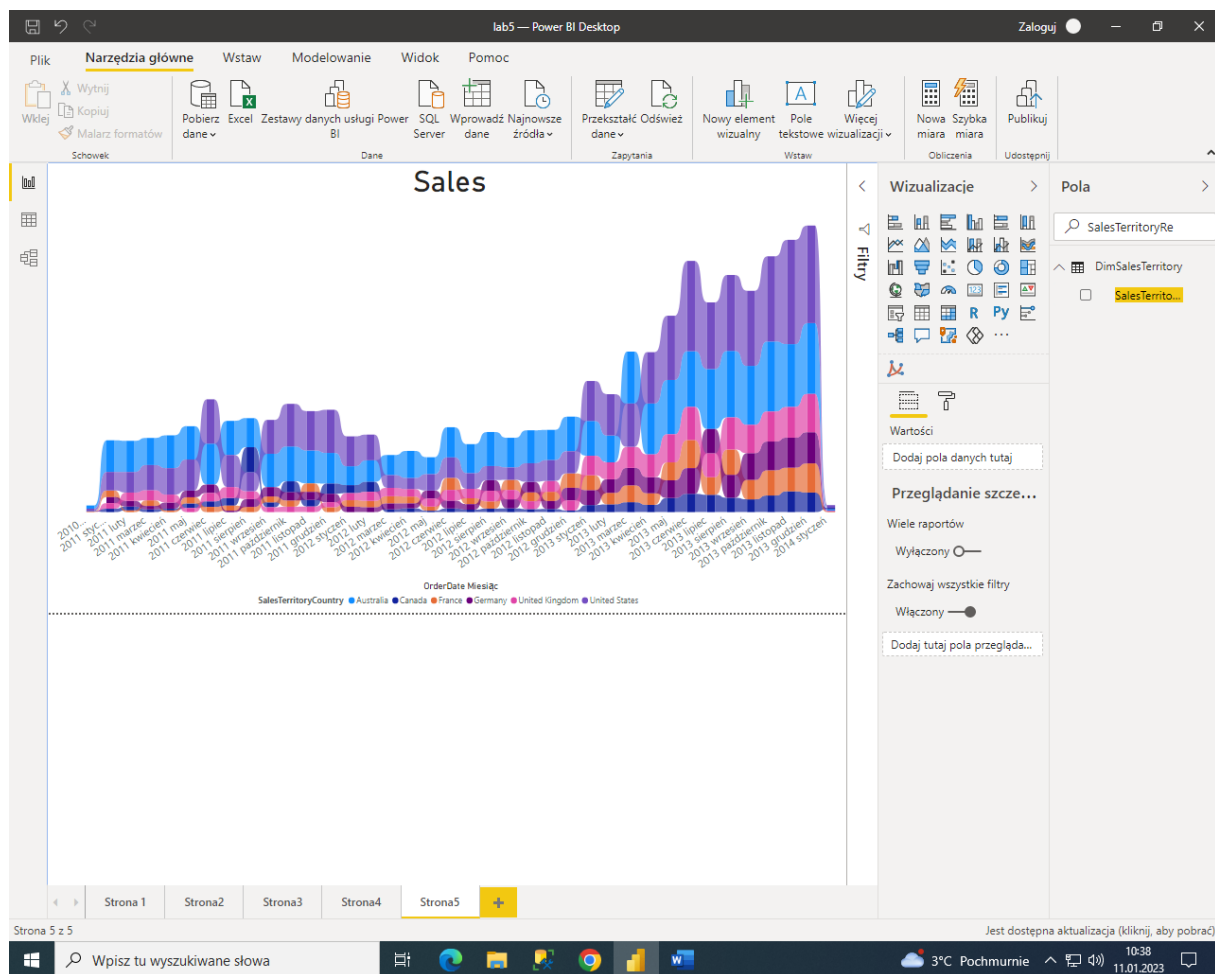 lab5 — Power BI Desktop
Zaloguj
Plik
Narzędzia główne
Wstaw
Modelowanie
Widok
Pomoc
Wklej
Wytnij
Kopiuj
Malarz formatów
Schowek
Pobierz dane
Excel
Zestawy danych usługi Power BI
SQL Server
Wprowadź dane
Najnowsze źródła
Dane
Przekształć dane
Odśwież
Zapytania
Nowy element wizualny
Pole tekstowe
Więcej wizualizacji
Wstaw
Nowa miara
Szybka miara
Obliczenia
Publikuj
Udostępnij
Sales
2010...
2011 styc...
2011 luty
2011 marzec
2011 kwiecień
2011 maj
2011 czerwiec
2011 lipiec
2011 sierpień
2011 wrzesień
2011 październik
2011 listopad
2011 grudzień
2012 styczeń
2012 luty
2012 marzec
2012 kwiecień
2012 maj
2012 czerwiec
2012 lipiec
2012 sierpień
2012 wrzesień
2012 październik
2012 listopad
2012 grudzień
2013 styczeń
2013 luty
2013 marzec
2013 kwiecień
2013 maj
2013 czerwiec
2013 lipiec
2013 sierpień
2013 wrzesień
2013 październik
2013 listopad
2013 grudzień
2014 styczeń
OrderDate Miesiąc
SalesTerritoryCountry Australia Canada France Germany United Kingdom United States
Filtry
Wizualizacje
123
R
Py
Wartości
Dodaj pola danych tutaj
Przeglądanie szcze...
Wiele raportów
Wyłączony
Zachowaj wszystkie filtry
Włączony
Dodaj tutaj pola przegląda...
Pola
SalesTerritoryRe
DimSalesTerritory
SalesTerrito...
Strona 1
Strona2
Strona3
Strona4
Strona5
Strona 5 z 5
Jest dostępna aktualizacja (kliknij, aby pobrać)
Wpisz tu wyszukiwane słowa
3°C Pochmurnie
10:38
11.01.2023